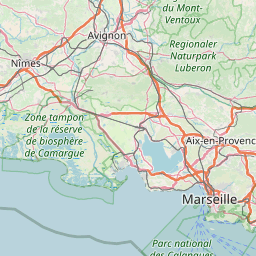 du Mont-
Ventoux
Avignon
Regionaler
Naturpark
Luberon
Nîmes
Zone tampon
de la réserve
de biosphère
de Camargue
Aix-en-Provenc
Marseille
Parc national
des Calanques